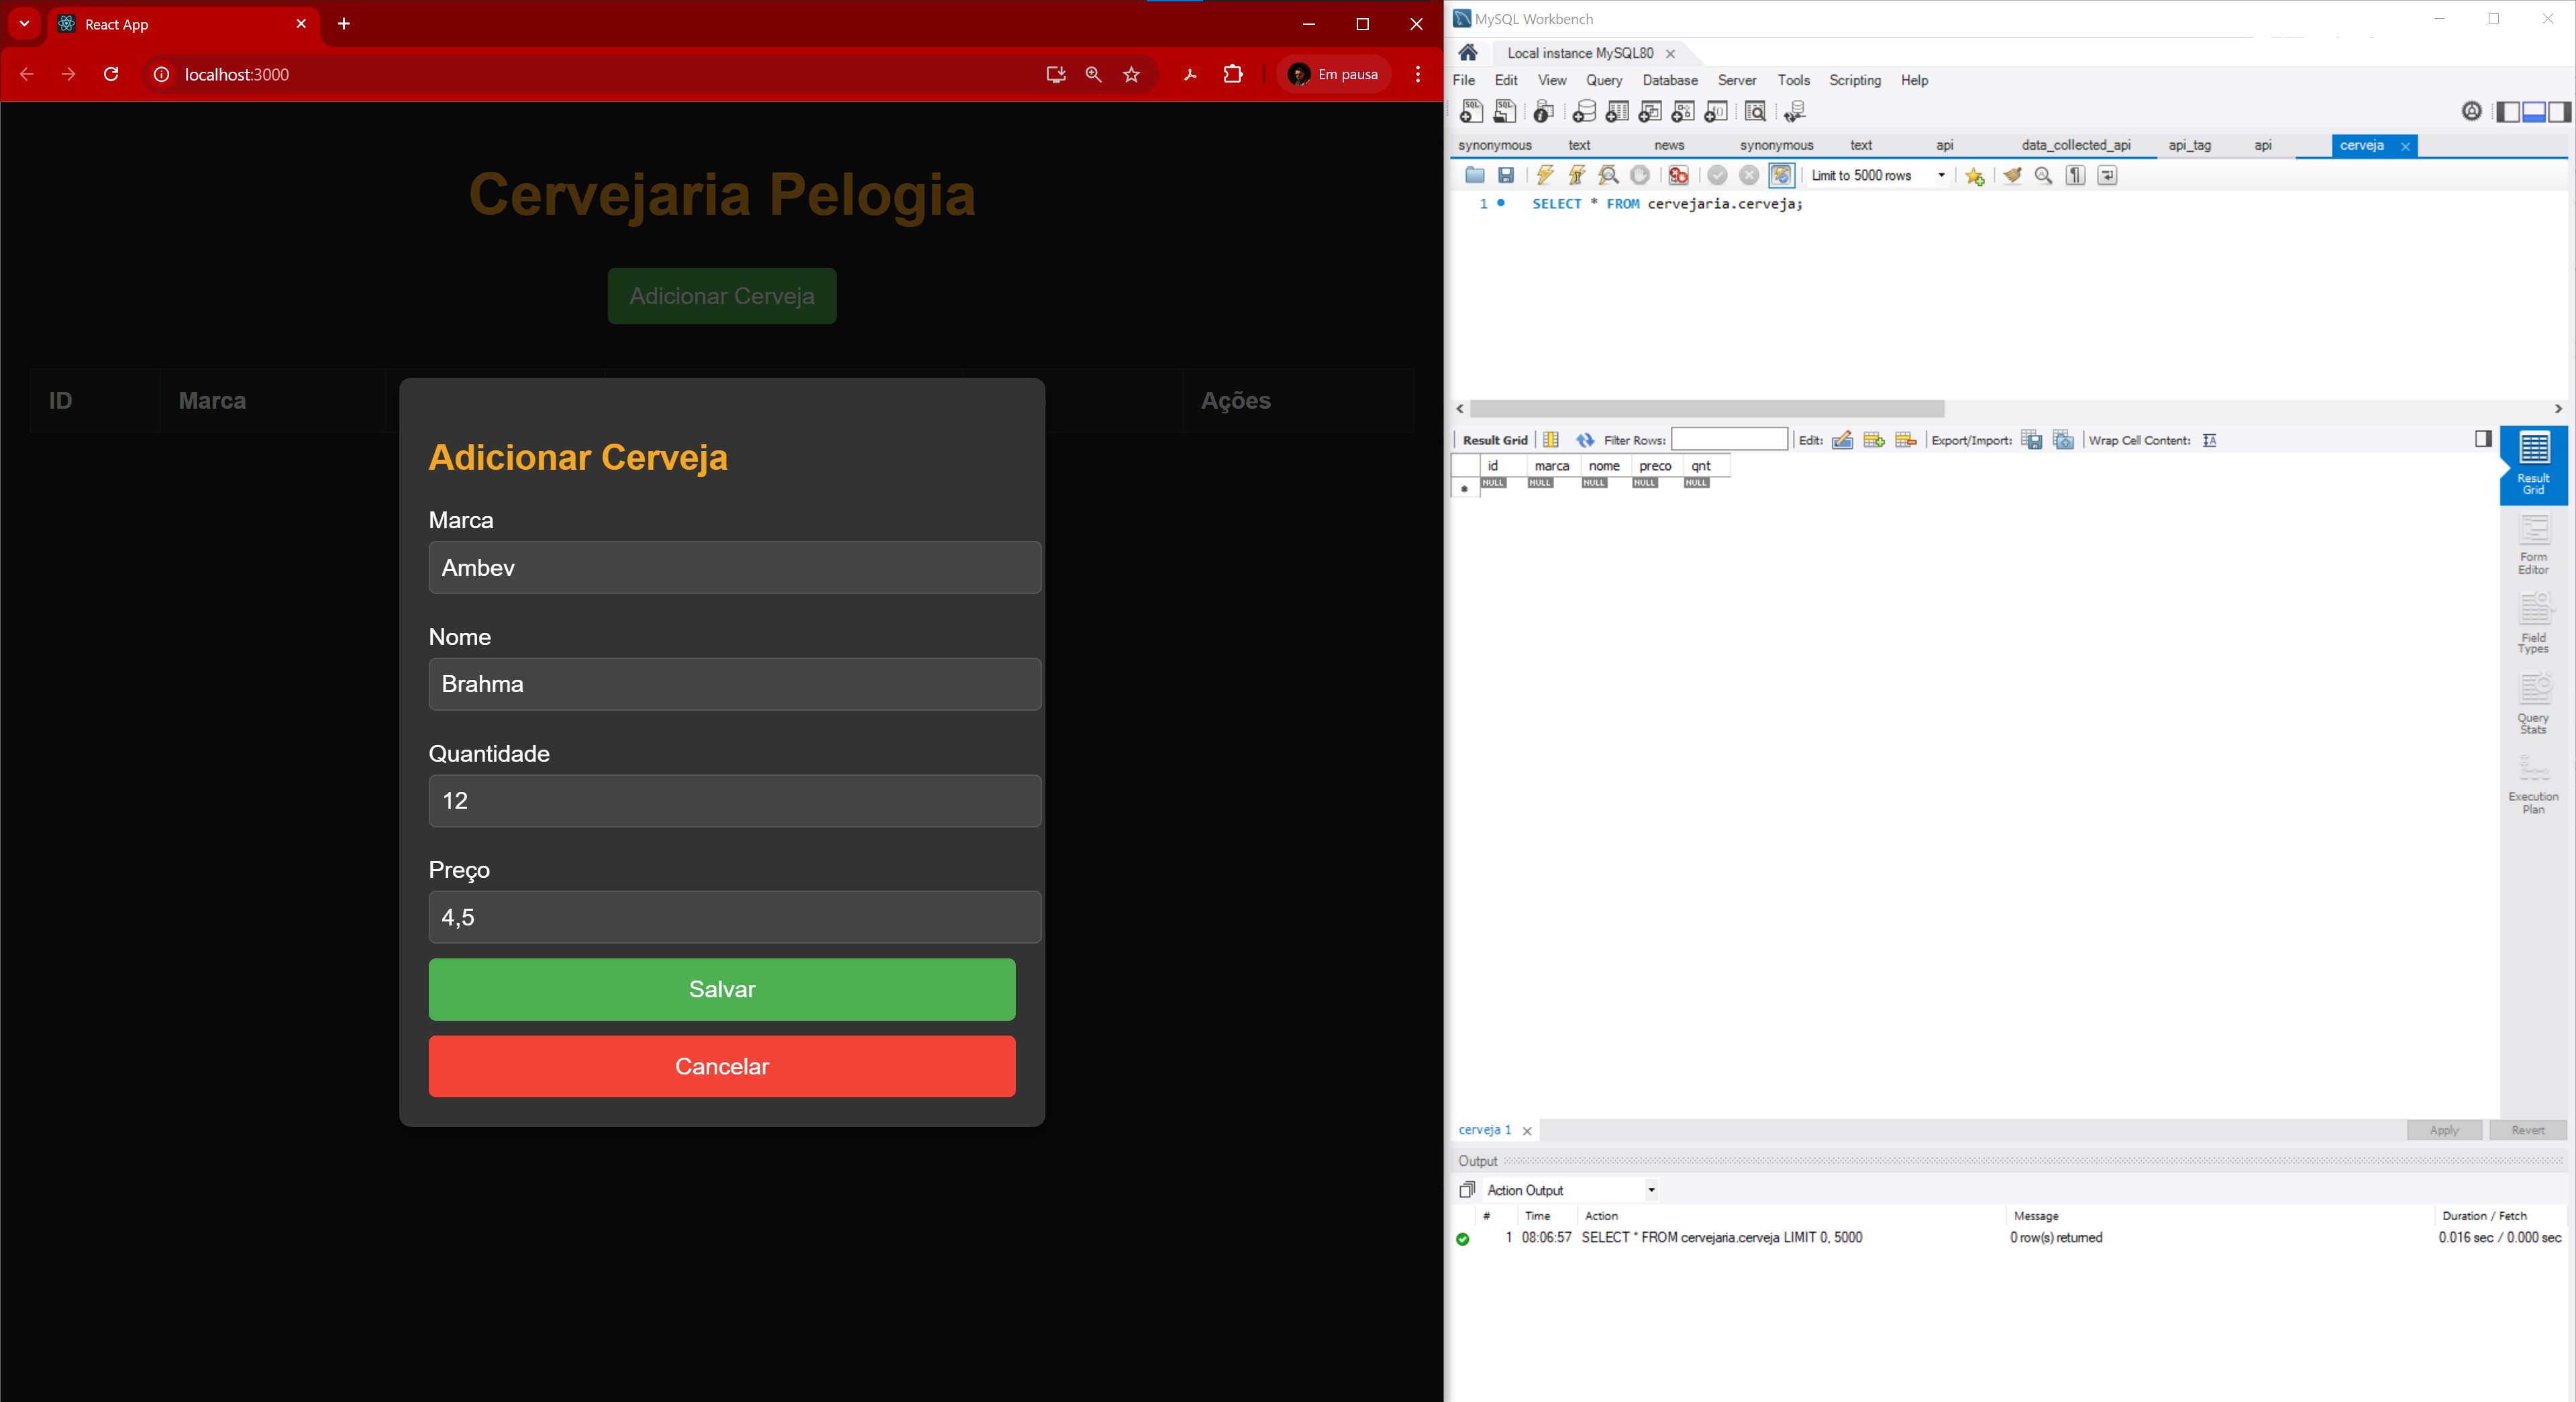 React App
localhost:3000
Em pausa
Cervejaria Pelogia
Adicionar Cerveja
ID Marca Ações
Adicionar Cerveja
Marca
Ambev
Nome
Brahma
Quantidade
12
Preço
4,5
Salvar
Cancelar
MySQL Workbench
Local instance MySQL80
File Edit View Query Database Server Tools Scripting Help
synonymous text news synonymous text api data_collected_api api_tag api cerveja
Limit to 5000 rows
1 SELECT * FROM cervejaria.cerveja;
Result Grid Filter Rows: Edit: Export/Import: Wrap Cell Content:
id marca nome preco qnt
NULL NULL NULL NULL NULL
Result
Grid
Form
Editor
Field
Types
Query
Stats
Execution
Plan
cerveja 1
Apply Revert
Output
Action Output
# Time Action Message Duration / Fetch
1 08:06:57 SELECT * FROM cervejaria.cerveja LIMIT 0, 5000 0 row(s) returned 0.016 sec / 0.000 sec